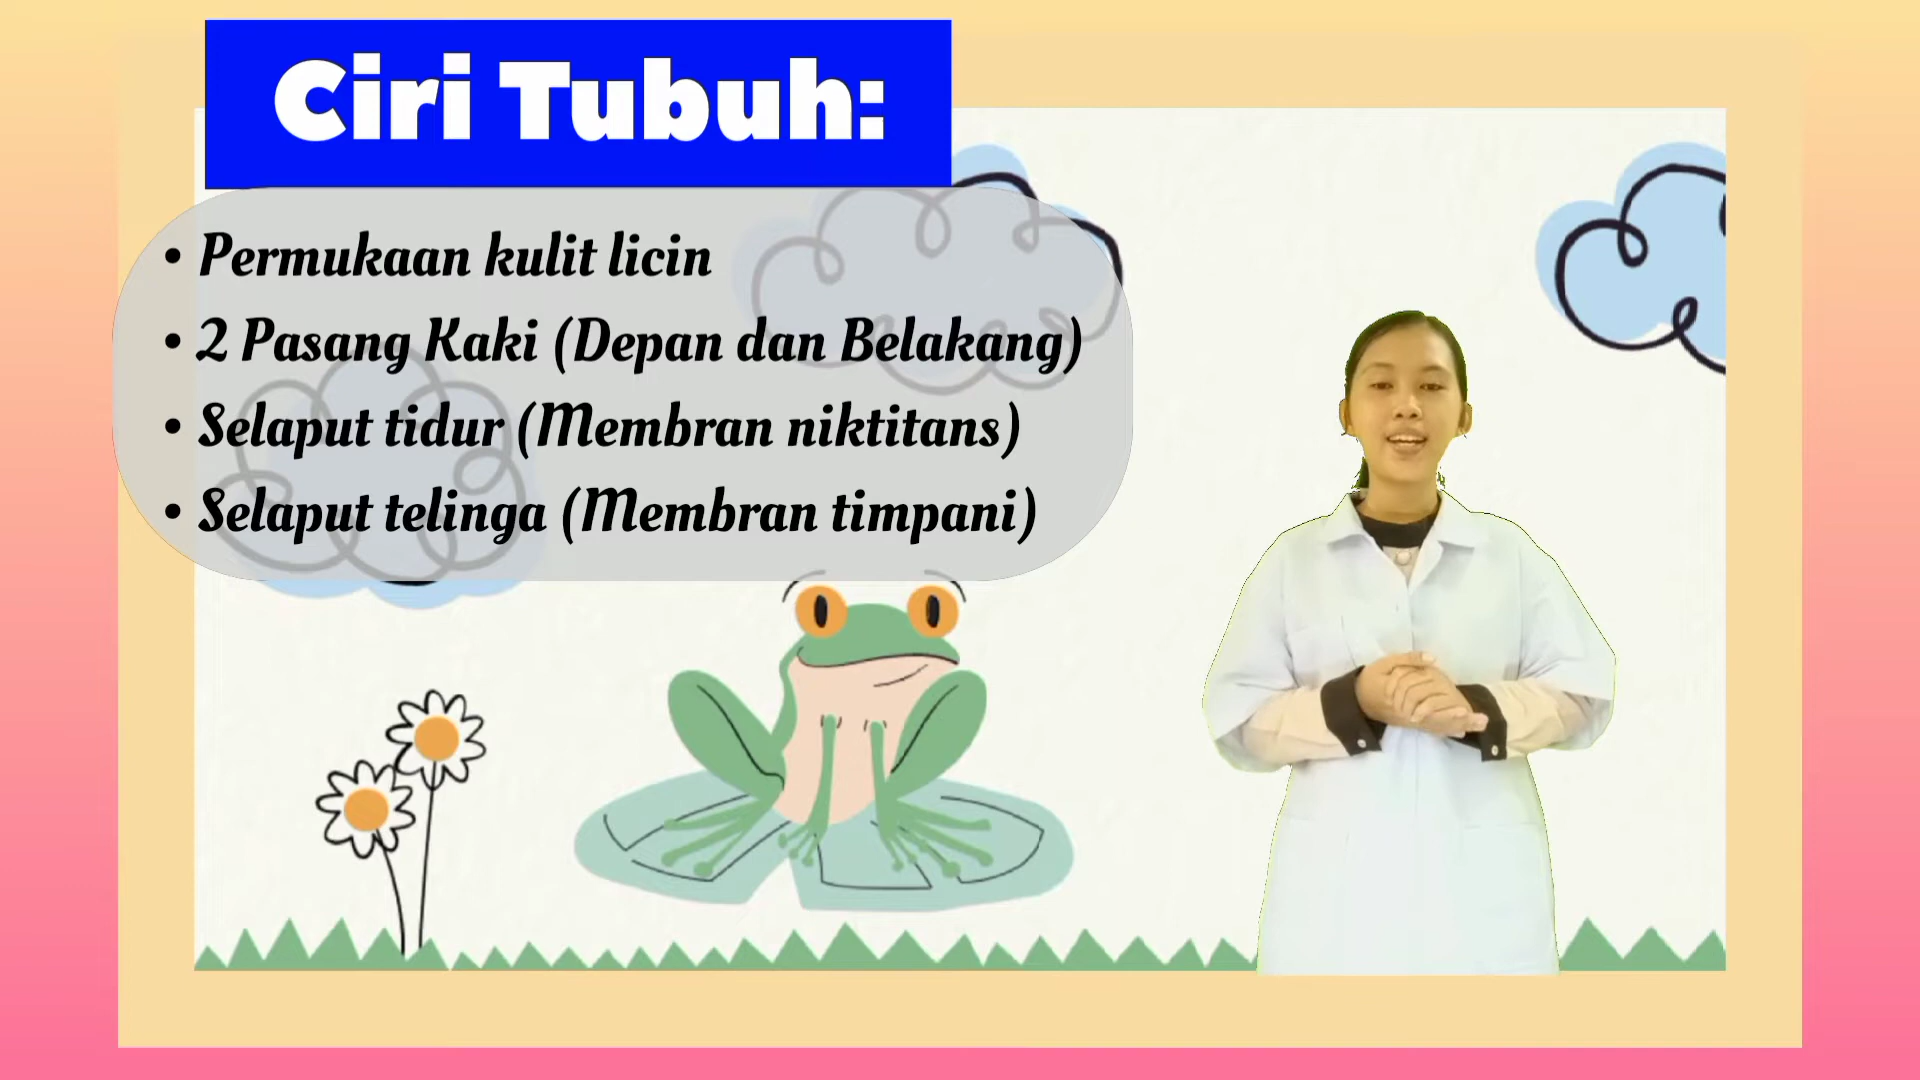 Ciri Tubuh:
• Permukaan kulit licin
• 2 Pasang Kaki (Depan dan Belakang)
• Selaput tidur (Membran niktitans)
• Selaput telinga (Membran timpani)